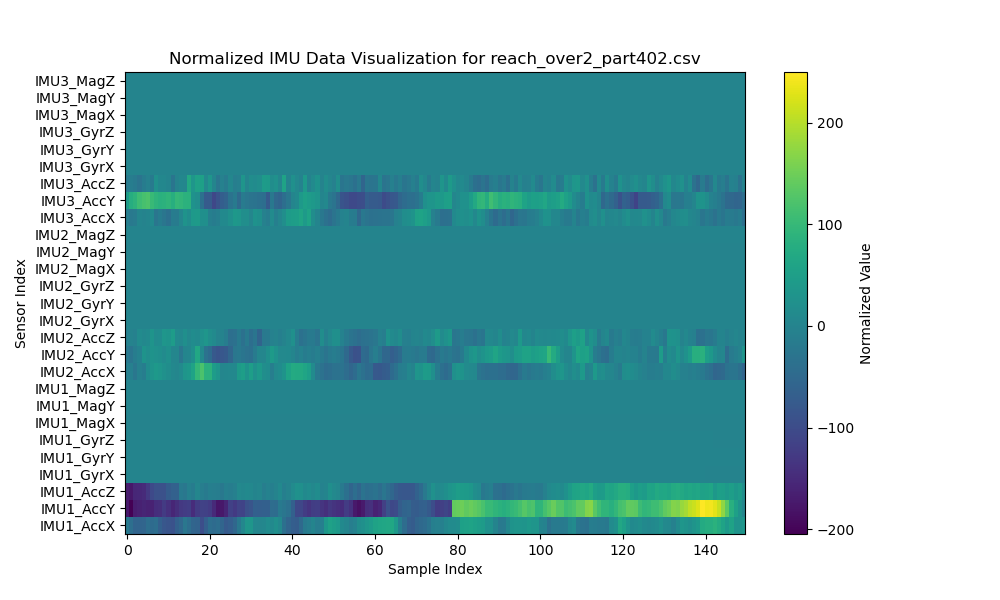 Normalized IMU Data Visualization for reach_over2_part402.csv
IMU3_MagZ
IMU3_MagY
IMU3_MagX
IMU3_GyrZ
IMU3_GyrY
IMU3_GyrX
IMU3_AccZ
IMU3_AccY
IMU3_AccX
IMU2_MagZ
IMU2_MagY
IMU2_MagX
IMU2_GyrZ
IMU2_GyrY
IMU2_GyrX
IMU2_AccZ
IMU2_AccY
IMU2_AccX
IMU1_MagZ
IMU1_MagY
IMU1_MagX
IMU1_GyrZ
IMU1_GyrY
IMU1_GyrX
IMU1_AccZ
IMU1_AccY
IMU1_AccX
Sensor Index
0 20 40 60 80 100 120 140
Sample Index
200
100
0
−100
−200
Normalized Value